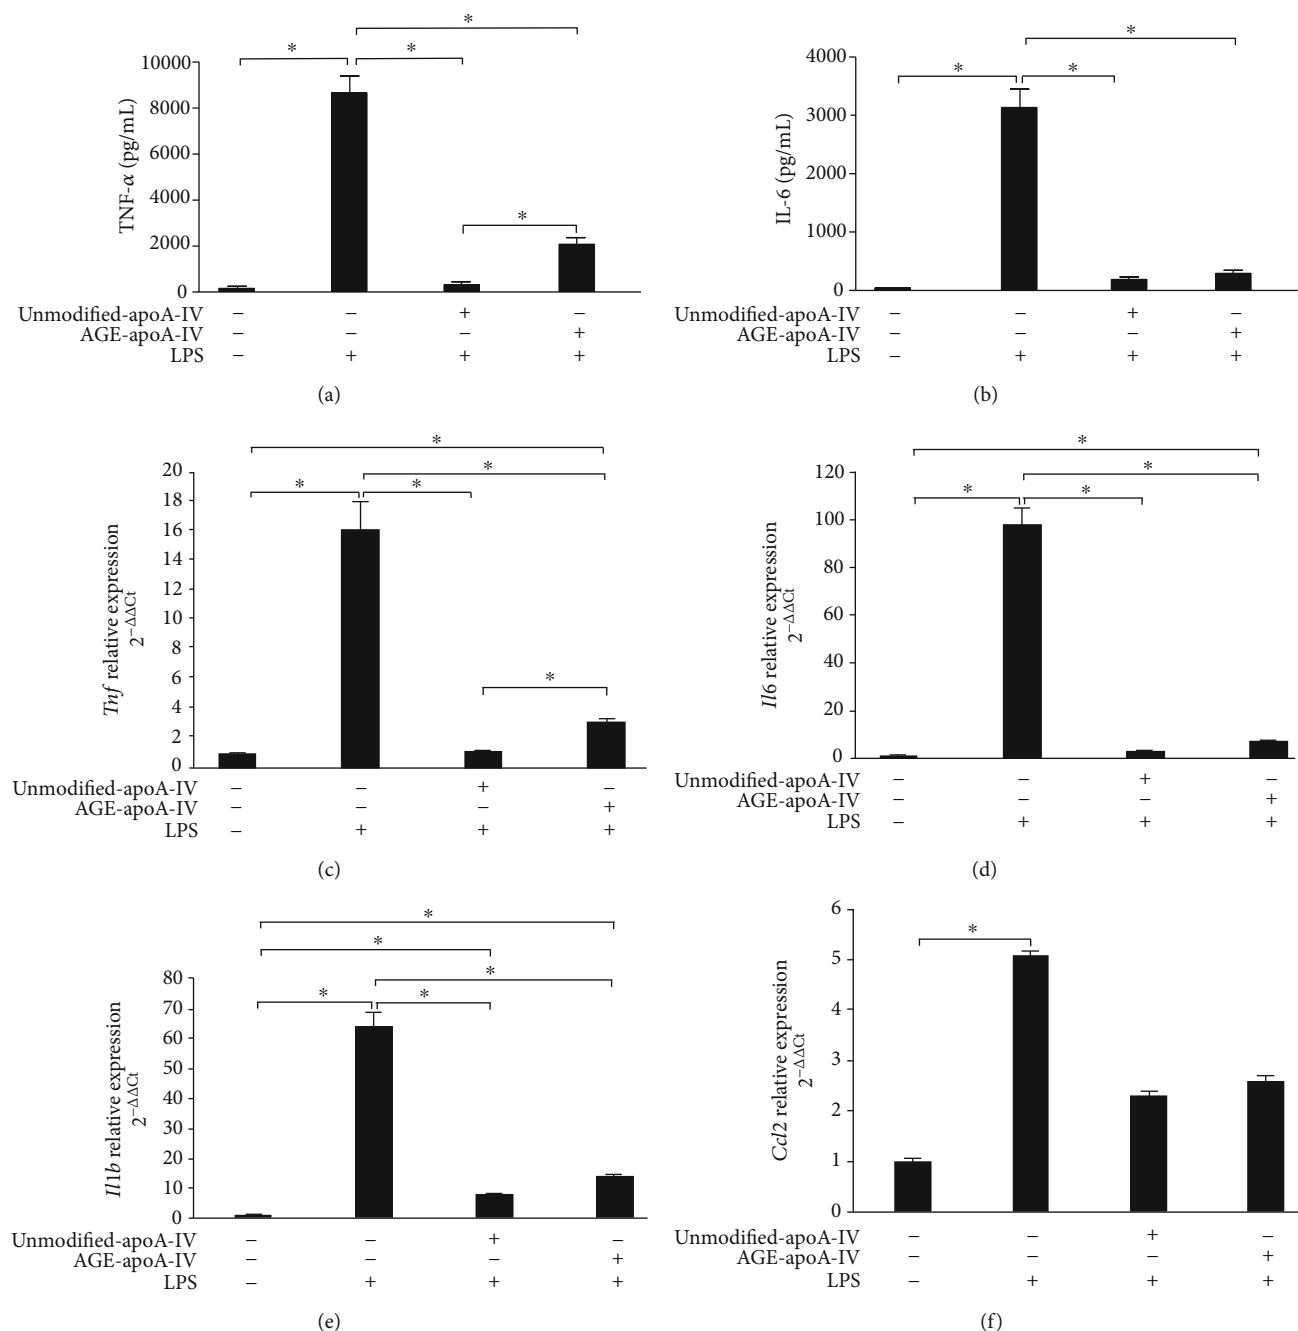 * * *
10000
8000
6000
4000
2000
0
TNF-α (pg/mL)
*
Unmodified-apoA-IV – – + –
AGE-apoA-IV – – – +
LPS – + + +
(a)
* * *
4000
3000
2000
1000
0
IL-6 (pg/mL)
Unmodified-apoA-IV – – + –
AGE-apoA-IV – – – +
LPS – + + +
(b)
*
*
* *
20
18
16
14
12
10
8
6
4
2
0
Tnf relative expression
2−ΔΔCt
*
Unmodified-apoA-IV – – + –
AGE-apoA-IV – – – +
LPS – + + +
(c)
*
*
* *
120
100
80
60
40
20
0
Il6 relative expression
2−ΔΔCt
Unmodified-apoA-IV – – + –
AGE-apoA-IV – – – +
LPS – + + +
(d)
*
*
*
* *
80
70
60
50
40
30
20
10
0
Il1b relative expression
2−ΔΔCt
Unmodified-apoA-IV – – + –
AGE-apoA-IV – – – +
LPS – + + +
(e)
*
6
5
4
3
2
1
0
Ccl2 relative expression
2−ΔΔCt
Unmodified-apoA-IV – – + –
AGE-apoA-IV – – – +
LPS – + + +
(f)